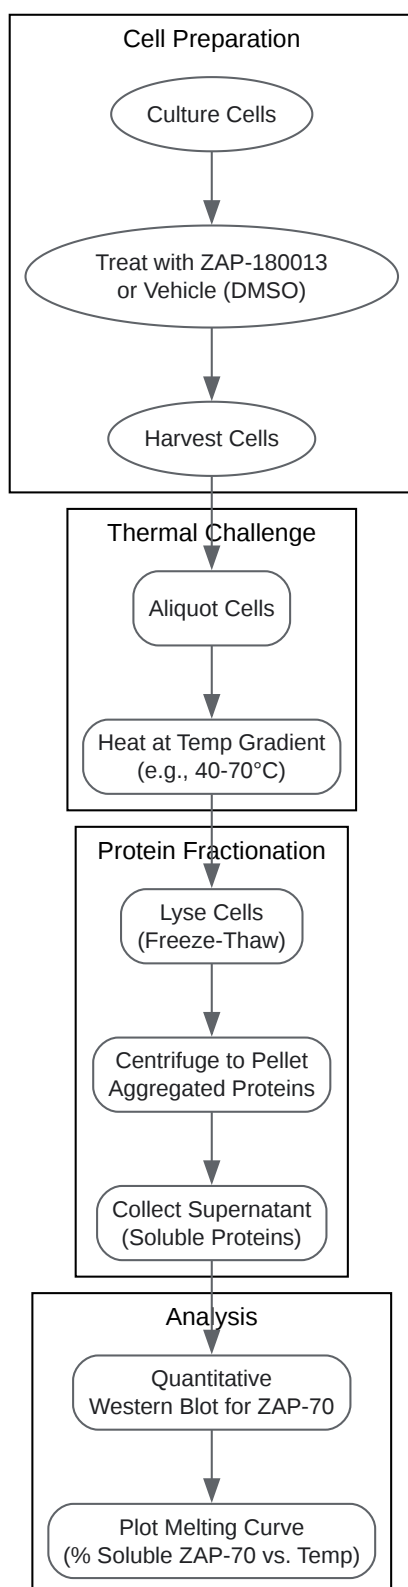 Cell Preparation
Culture Cells
Treat with ZAP-180013
or Vehicle (DMSO)
Harvest Cells
Thermal Challenge
Aliquot Cells
Heat at Temp Gradient
(e.g., 40-70°C)
Protein Fractionation
Lyse Cells
(Freeze-Thaw)
Centrifuge to Pellet
Aggregated Proteins
Collect Supernatant
(Soluble Proteins)
Analysis
Quantitative
Western Blot for ZAP-70
Plot Melting Curve
(% Soluble ZAP-70 vs. Temp)